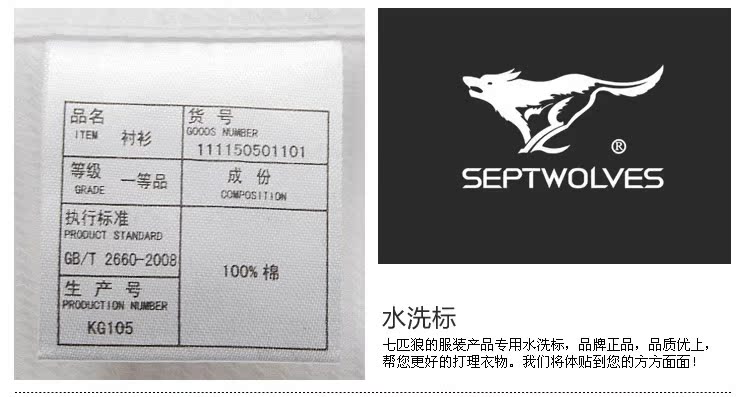 品名
ITEM 衬衫
货 号
GOODS NUMBER
111150501101
等级
GRADE 一等品
成 份
COMPOSITION
执行标准
PRODUCT STANDARD
GB/T 2660-2008
100% 棉
生 产 号
PRODUCTION NUMBER
KG105
®
SEPTWOLVES
水洗标
七匹狼的服装产品专用水洗标，品牌正品，品质优上，
帮您更好的打理衣物。我们将体贴到您的方方面面！